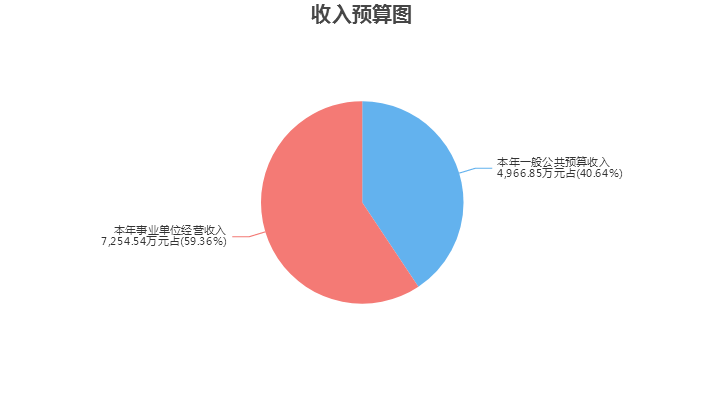 收入预算图
本年一般公共预算收入
4,966.85万元占(40.64%)
本年事业单位经营收入
7,254.54万元占(59.36%)